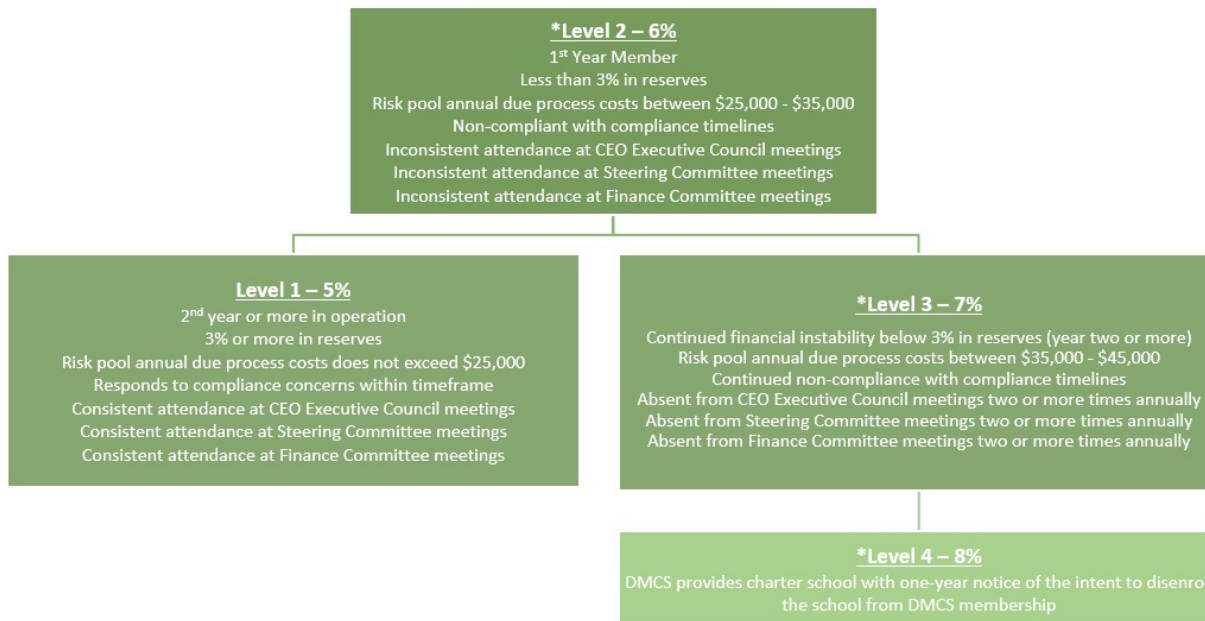 *Level 2 – 6%
1st Year Member
Less than 3% in reserves
Risk pool annual due process costs between $25,000 - $35,000
Non-compliant with compliance timelines
Inconsistent attendance at CEO Executive Council meetings
Inconsistent attendance at Steering Committee meetings
Inconsistent attendance at Finance Committee meetings
Level 1 – 5%
2nd year or more in operation
3% or more in reserves
Risk pool annual due process costs does not exceed $25,000
Responds to compliance concerns within timeframe
Consistent attendance at CEO Executive Council meetings
Consistent attendance at Steering Committee meetings
Consistent attendance at Finance Committee meetings
*Level 3 – 7%
Continued financial instability below 3% in reserves (year two or more)
Risk pool annual due process costs between $35,000 - $45,000
Continued non-compliance with compliance timelines
Absent from CEO Executive Council meetings two or more times annually
Absent from Steering Committee meetings two or more times annually
Absent from Finance Committee meetings two or more times annually
*Level 4 – 8%
DMCS provides charter school with one-year notice of the intent to disenro
the school from DMCS membership